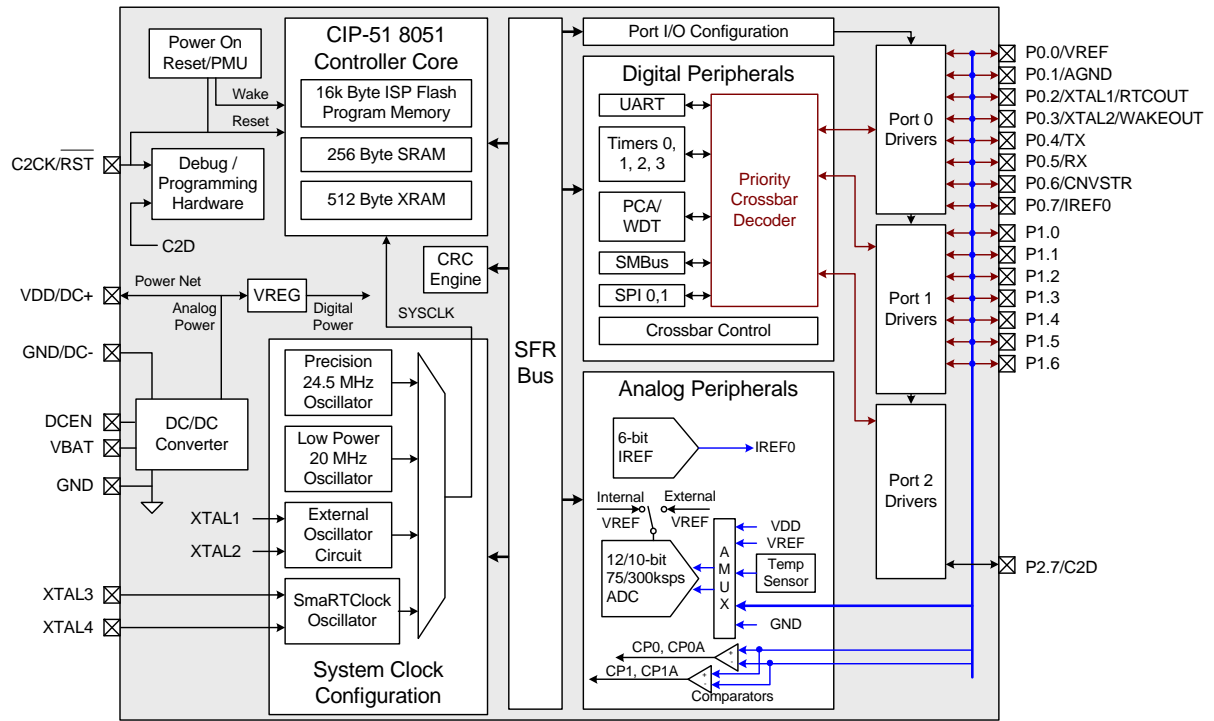 Power On
Reset/PMU
Wake
Reset
C2CK/RST
Debug /
Programming
Hardware
C2D
CIP-51 8051
Controller Core
16k Byte ISP Flash
Program Memory
256 Byte SRAM
512 Byte XRAM
CRC
Engine
Power Net
VDD/DC+
VREG
Analog
Power
Digital
Power
SYSCLK
GND/DC-
DCEN
VBAT
GND
DC/DC
Converter
XTAL1
XTAL2
XTAL3
XTAL4
Precision
24.5 MHz
Oscillator
Low Power
20 MHz
Oscillator
External
Oscillator
Circuit
SmaRTClock
Oscillator
System Clock
Configuration
SFR
Bus
Port I/O Configuration
Digital Peripherals
UART
Timers 0,
1, 2, 3
PCA/
WDT
SMBus
SPI 0,1
Priority
Crossbar
Decoder
Crossbar Control
Analog Peripherals
6-bit
IREF
IREF0
Internal
VREF
External
VREF
12/10-bit
75/300ksps
ADC
A
M
U
X
VDD
VREF
Temp
Sensor
GND
CP0, CP0A
+
-
CP1, CP1A
+
-
Comparators
Port 0
Drivers
Port 1
Drivers
Port 2
Drivers
P0.0/VREF
P0.1/AGND
P0.2/XTAL1/RTCOUT
P0.3/XTAL2/WAKEOUT
P0.4/TX
P0.5/RX
P0.6/CNVSTR
P0.7/IREF0
P1.0
P1.1
P1.2
P1.3
P1.4
P1.5
P1.6
P2.7/C2D